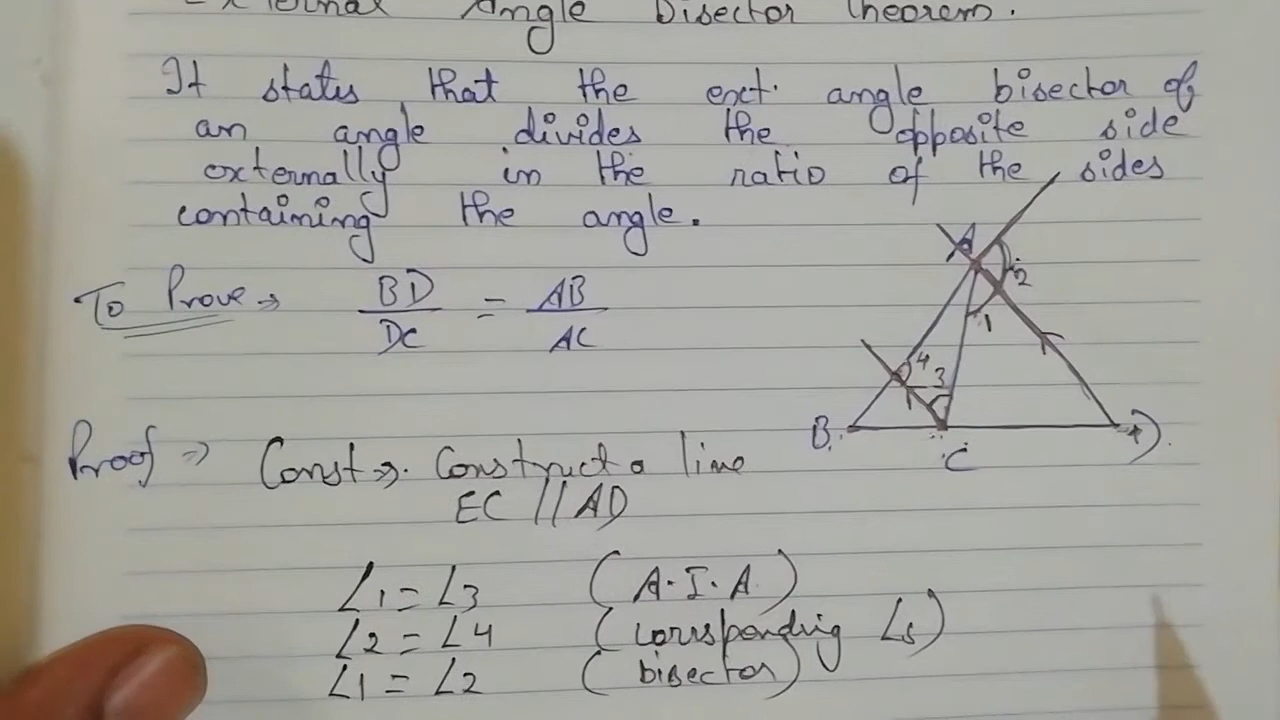 External Angle Bisector Theorem.
It states that the ext. angle bisector of
an angle divides the opposite side
externally in the ratio of the sides
containing the angle.
To Prove ⇒ BD/DC = AB/AC
A
2
1
4
3
B
C
D
Proof ⇒ Const ⇒. Construct a line
EC // AD
∠1 = ∠3 (A.I.A)
∠2 = ∠4 (corresponding ∠s)
∠1 = ∠2 (bisector)